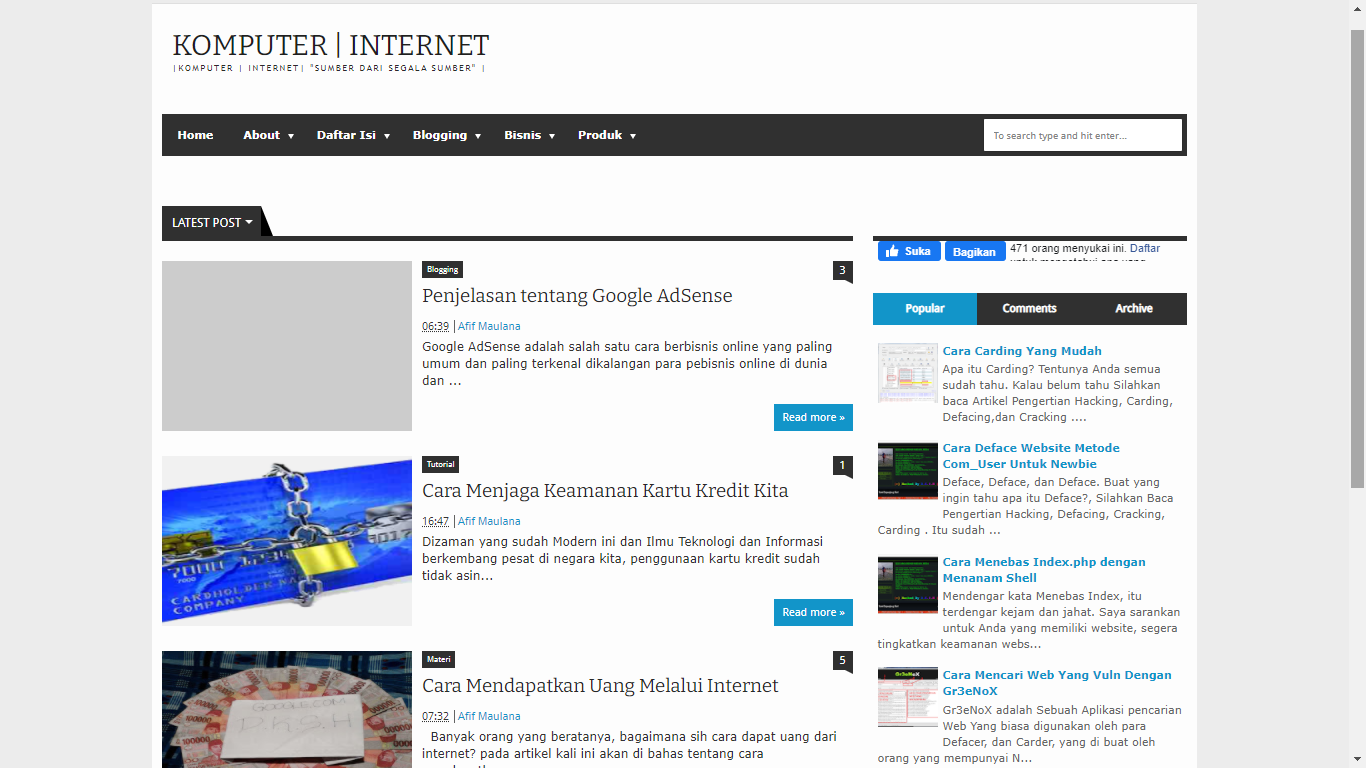 KOMPUTER | INTERNET
|KOMPUTER | INTERNET| "SUMBER DARI SEGALA SUMBER" |
Home About Daftar Isi Blogging Bisnis Produk
To search type and hit enter...
LATEST POST
Blogging
3
Penjelasan tentang Google AdSense
06:39 | Afif Maulana
Google AdSense adalah salah satu cara berbisnis online yang paling
umum dan paling terkenal dikalangan para pebisnis online di dunia
dan ...
Read more »
Tutorial
1
Cara Menjaga Keamanan Kartu Kredit Kita
16:47 | Afif Maulana
Dizaman yang sudah Modern ini dan Ilmu Teknologi dan Informasi
berkembang pesat di negara kita, penggunaan kartu kredit sudah
tidak asin...
Read more »
CARDHOLDER NA
COMPANY
Materi
5
Cara Mendapatkan Uang Melalui Internet
07:32 | Afif Maulana
Banyak orang yang beratanya, bagaimana sih cara dapat uang dari
internet? pada artikel kali ini akan di bahas tentang cara
Suka Bagikan 471 orang menyukai ini. Daftar
Popular Comments Archive
Cara Carding Yang Mudah
Apa itu Carding? Tentunya Anda semua
sudah tahu. Kalau belum tahu Silahkan
baca Artikel Pengertian Hacking, Carding,
Defacing,dan Cracking ....
Cara Deface Website Metode
Com_User Untuk Newbie
Deface, Deface, dan Deface. Buat yang
ingin tahu apa itu Deface?, Silahkan Baca
Pengertian Hacking, Defacing, Cracking,
Carding . Itu sudah ...
Cara Menebas Index.php dengan
Menanam Shell
Mendengar kata Menebas Index, itu
terdengar kejam dan jahat. Saya sarankan
untuk Anda yang memiliki website, segera
tingkatkan keamanan webs...
Cara Mencari Web Yang Vuln Dengan
Gr3eNoX
Gr3eNoX
Gr3eNoX adalah Sebuah Aplikasi pencarian
Web Yang biasa digunakan oleh para
Defacer, dan Carder, yang di buat oleh
orang yang mempunyai N...